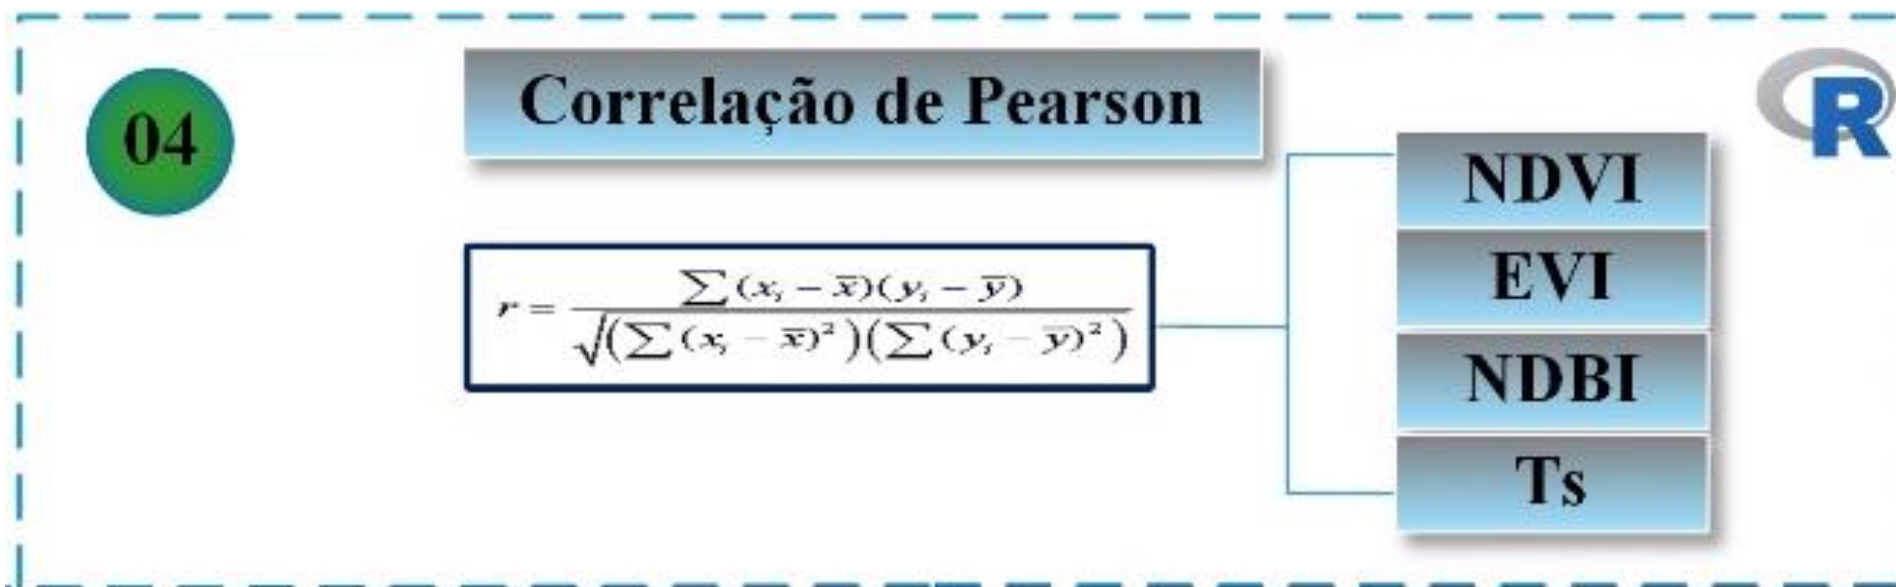 04
Correlação de Pearson
R
NDVI
EVI
NDBI
Ts
r = ∑(xᵢ − x̅)(yᵢ − y̅) / √(∑(xᵢ − x̅)²)(∑(yᵢ − y̅)²)